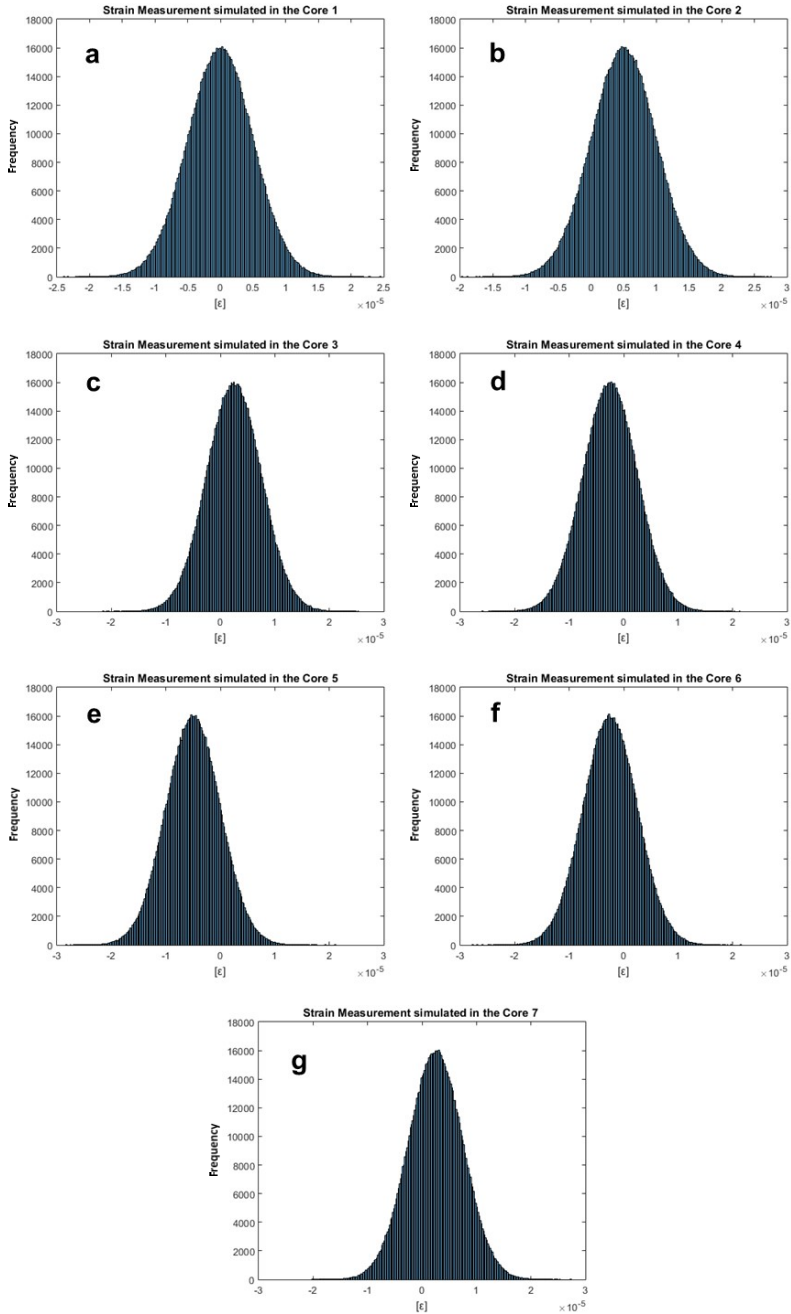 Strain Measurement simulated in the Core 1
a
Frequency
18000
16000
14000
12000
10000
8000
6000
4000
2000
0
-2.5 -2 -1.5 -1 -0.5 0 0.5 1 1.5 2 2.5
[ε]
×10-5
Strain Measurement simulated in the Core 2
b
Frequency
18000
16000
14000
12000
10000
8000
6000
4000
2000
0
-2 -1.5 -1 -0.5 0 0.5 1 1.5 2 2.5 3
[ε]
×10-5
Strain Measurement simulated in the Core 3
c
Frequency
18000
16000
14000
12000
10000
8000
6000
4000
2000
0
-3 -2 -1 0 1 2 3
[ε]
×10-5
Strain Measurement simulated in the Core 4
d
Frequency
18000
16000
14000
12000
10000
8000
6000
4000
2000
0
-3 -2 -1 0 1 2 3
[ε]
×10-5
Strain Measurement simulated in the Core 5
e
Frequency
18000
16000
14000
12000
10000
8000
6000
4000
2000
0
-3 -2 -1 0 1 2 3
[ε]
×10-5
Strain Measurement simulated in the Core 6
f
Frequency
18000
16000
14000
12000
10000
8000
6000
4000
2000
0
-3 -2 -1 0 1 2 3
[ε]
×10-5
Strain Measurement simulated in the Core 7
g
Frequency
18000
16000
14000
12000
10000
8000
6000
4000
2000
0
-3 -2 -1 0 1 2 3
[ε]
×10-5